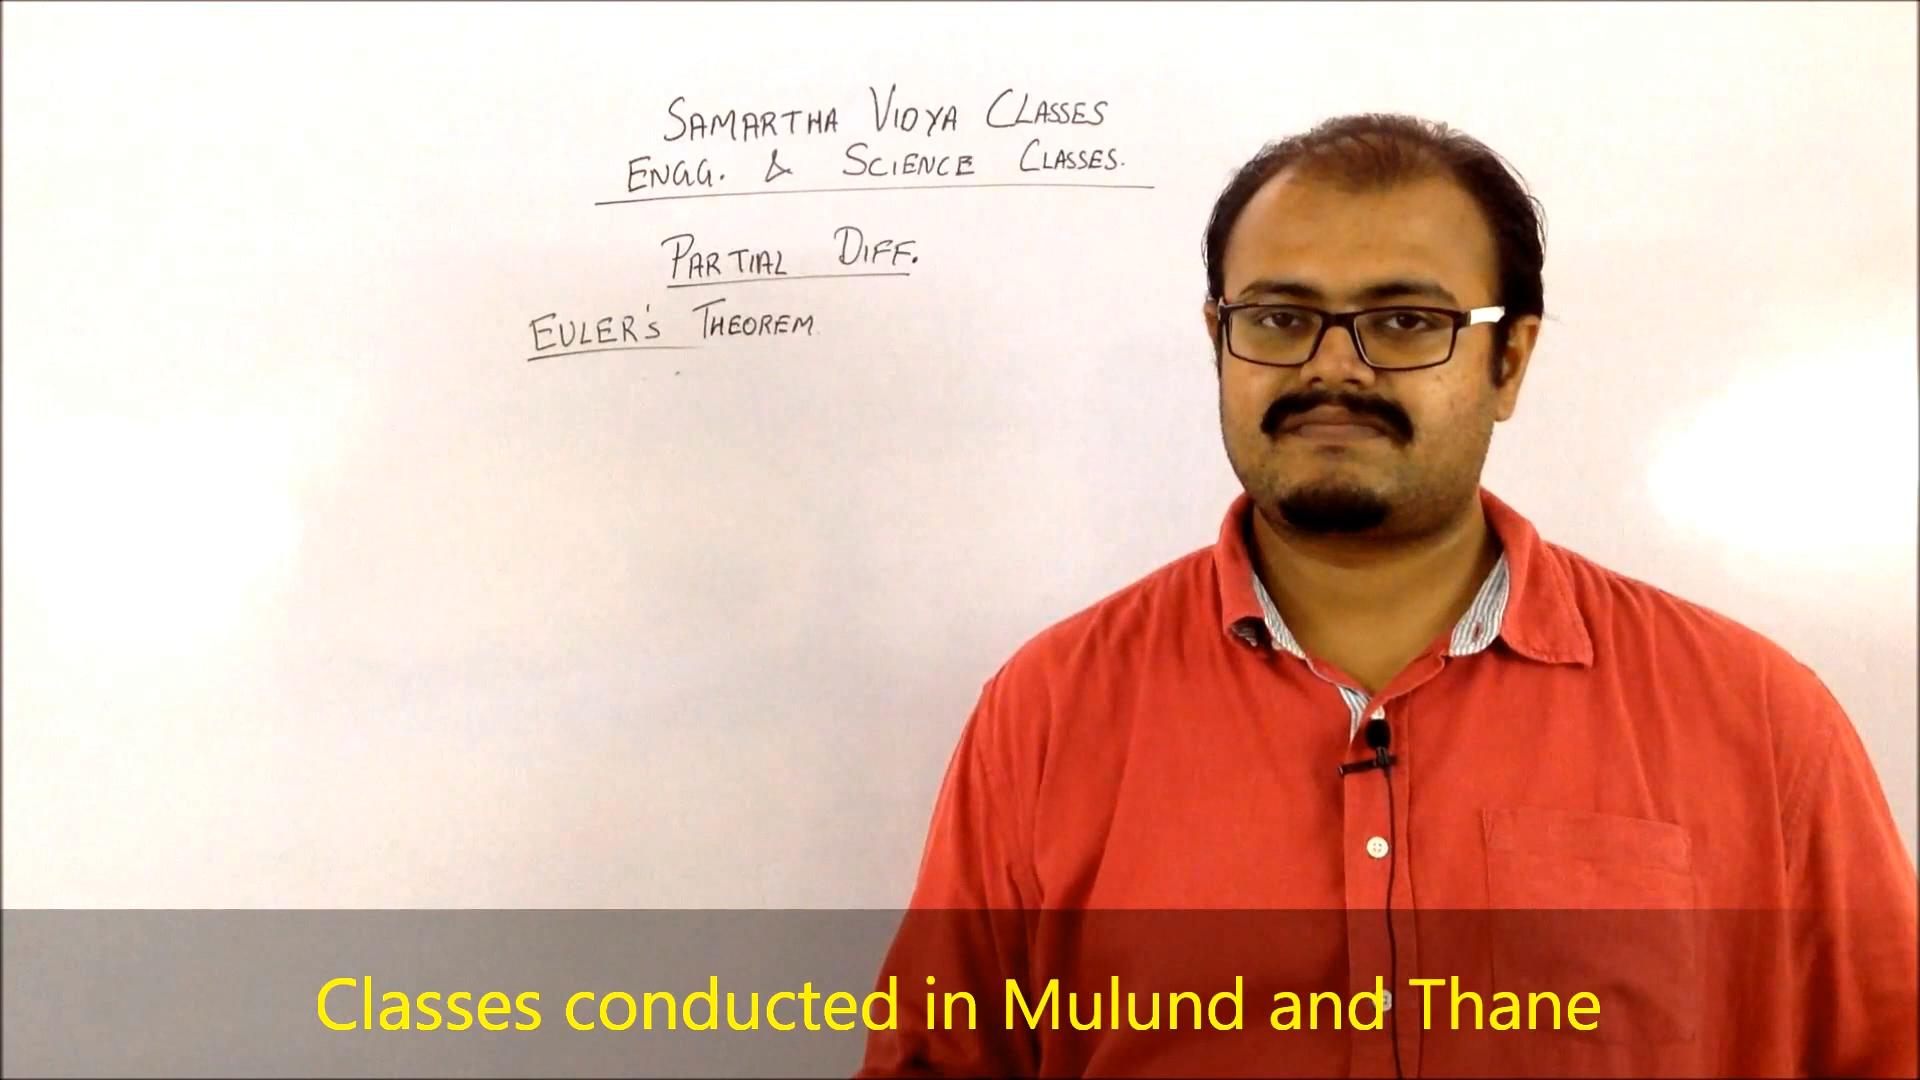 SAMARTHA VIDYA CLASSES
ENGG. & SCIENCE CLASSES.
PARTIAL DIFF.
EULER'S THEOREM
Classes conducted in Mulund and Thane